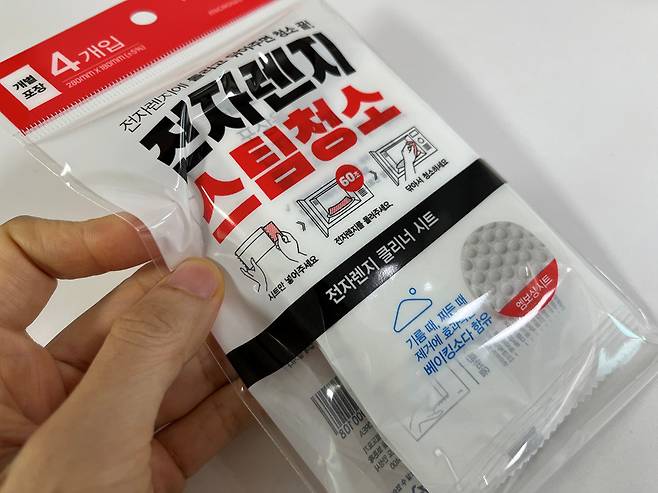 개별
포장
4개입
280mm X 180mm(±5%)
전자렌지에 돌리고 닦아주면 청소 끝!
전자렌지
스팀청소
60초
시트만 넣어주세요
전자렌지를 돌려주세요
닦아서 청소하세요
전자렌지 클리너 시트
엠보싱시트
기름 때, 찌든 때
제거에 효과적인
베이킹소다 함유